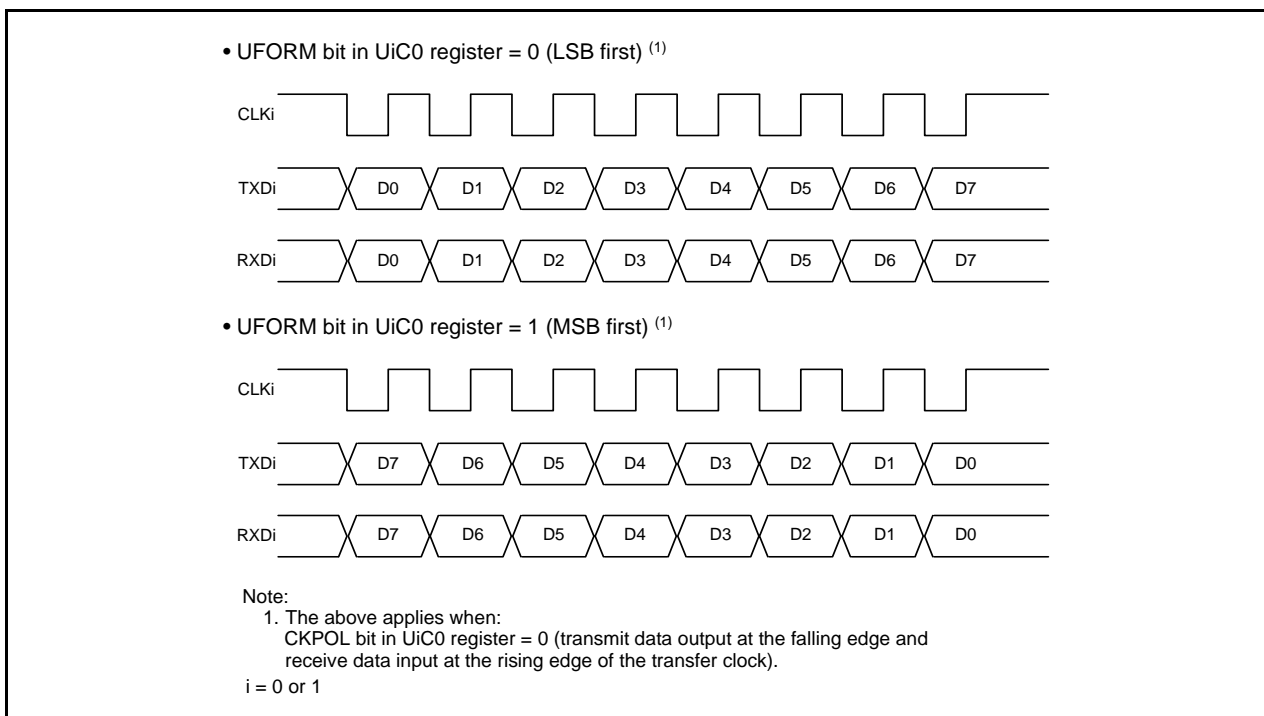 • UFORM bit in UiC0 register = 0 (LSB first) (1)
CLKi
TXDi D0 D1 D2 D3 D4 D5 D6 D7
RXDi D0 D1 D2 D3 D4 D5 D6 D7
• UFORM bit in UiC0 register = 1 (MSB first) (1)
CLKi
TXDi D7 D6 D5 D4 D3 D2 D1 D0
RXDi D7 D6 D5 D4 D3 D2 D1 D0
Note:
1. The above applies when:
CKPOL bit in UiC0 register = 0 (transmit data output at the falling edge and
receive data input at the rising edge of the transfer clock).
i = 0 or 1